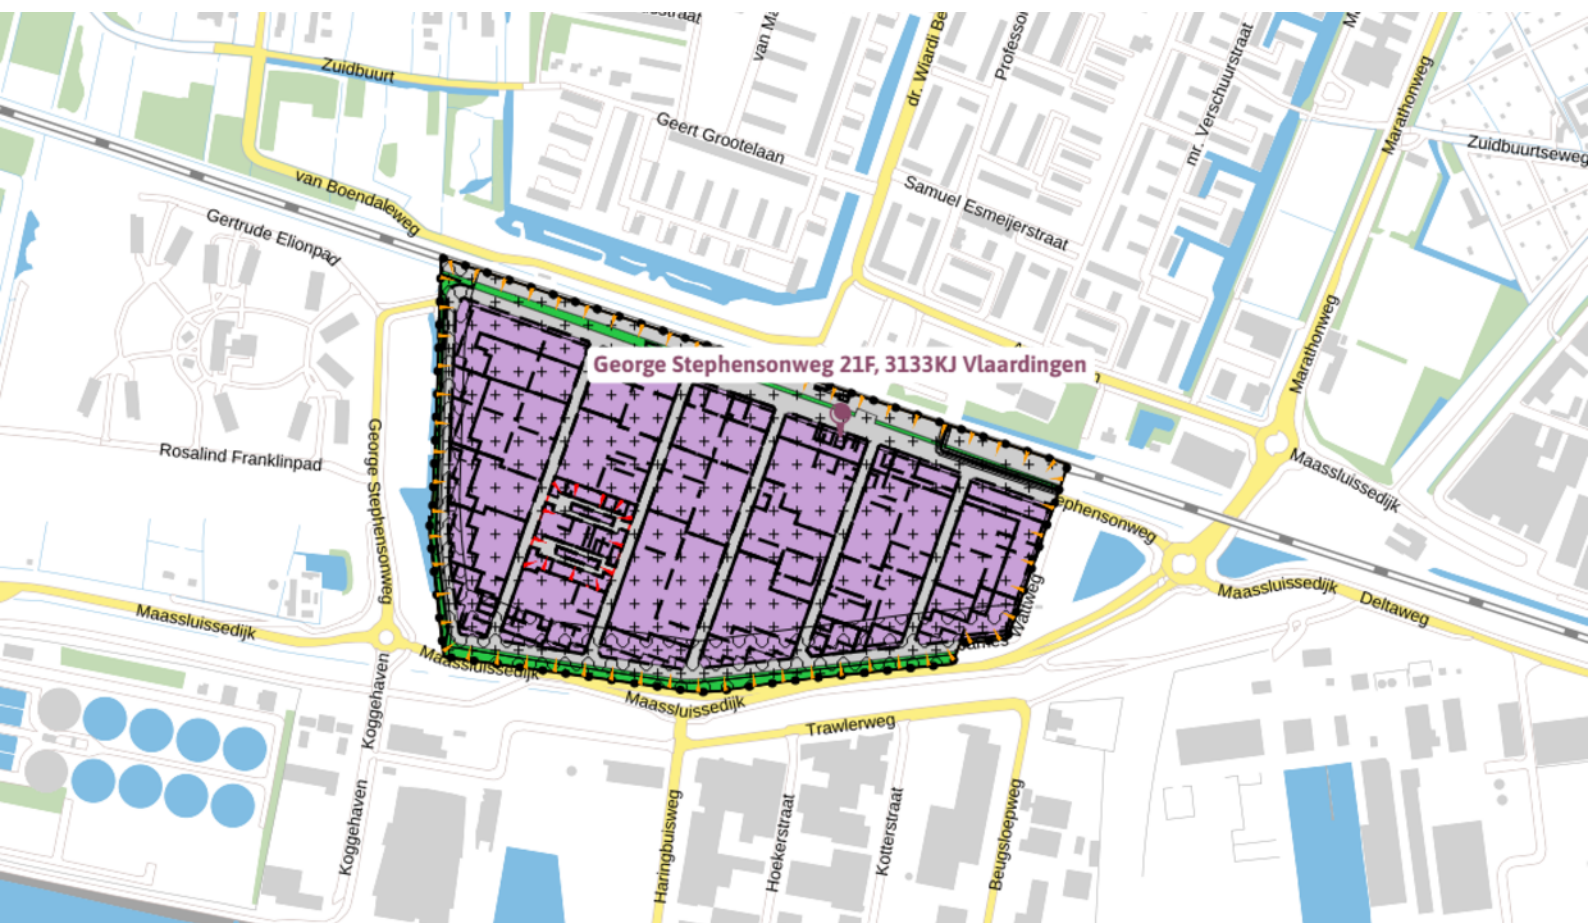 Zuidbuurt
Geert Grootelaan
dr. Wiardi Be
Professo
mr. Verschuurstraat
Marathonweg
Zuidbuurtseweg
van Boendaleweg
Gertrude Elionpad
Samuel Esmeijerstraat
Marathonweg
George Stephensonweg 21F, 3133KJ Vlaardingen
Rosalind Franklinpad
George Stephensonweg
Maassluissedijk
ephensonweg
Maassluissedijk
Deltaweg
Maassluissedijk
Maassluissedijk
Maassluissedijk
James Wattweg
Trawlerweg
Koggehaven
Koggehaven
Haringbuisweg
Hoekerstraat
Kotterstraat
Beugsloepweg